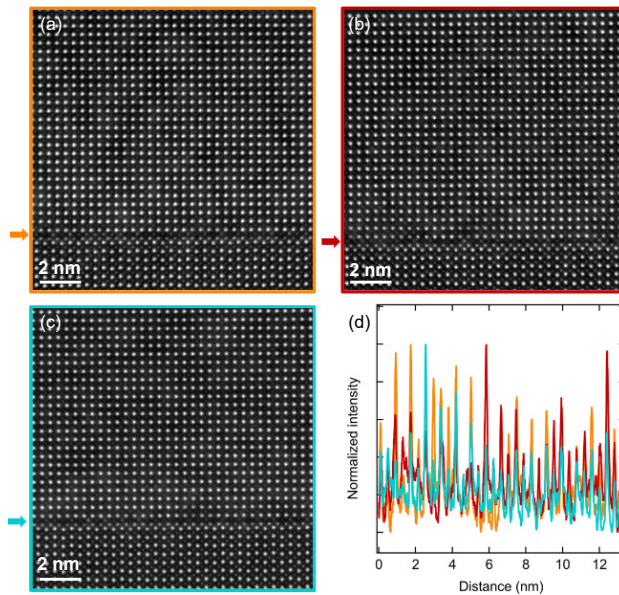 (a)
(b)
2 nm
2 nm
(c)
(d)
2 nm
Normalized intensity
0 2 4 6 8 10 12
Distance (nm)